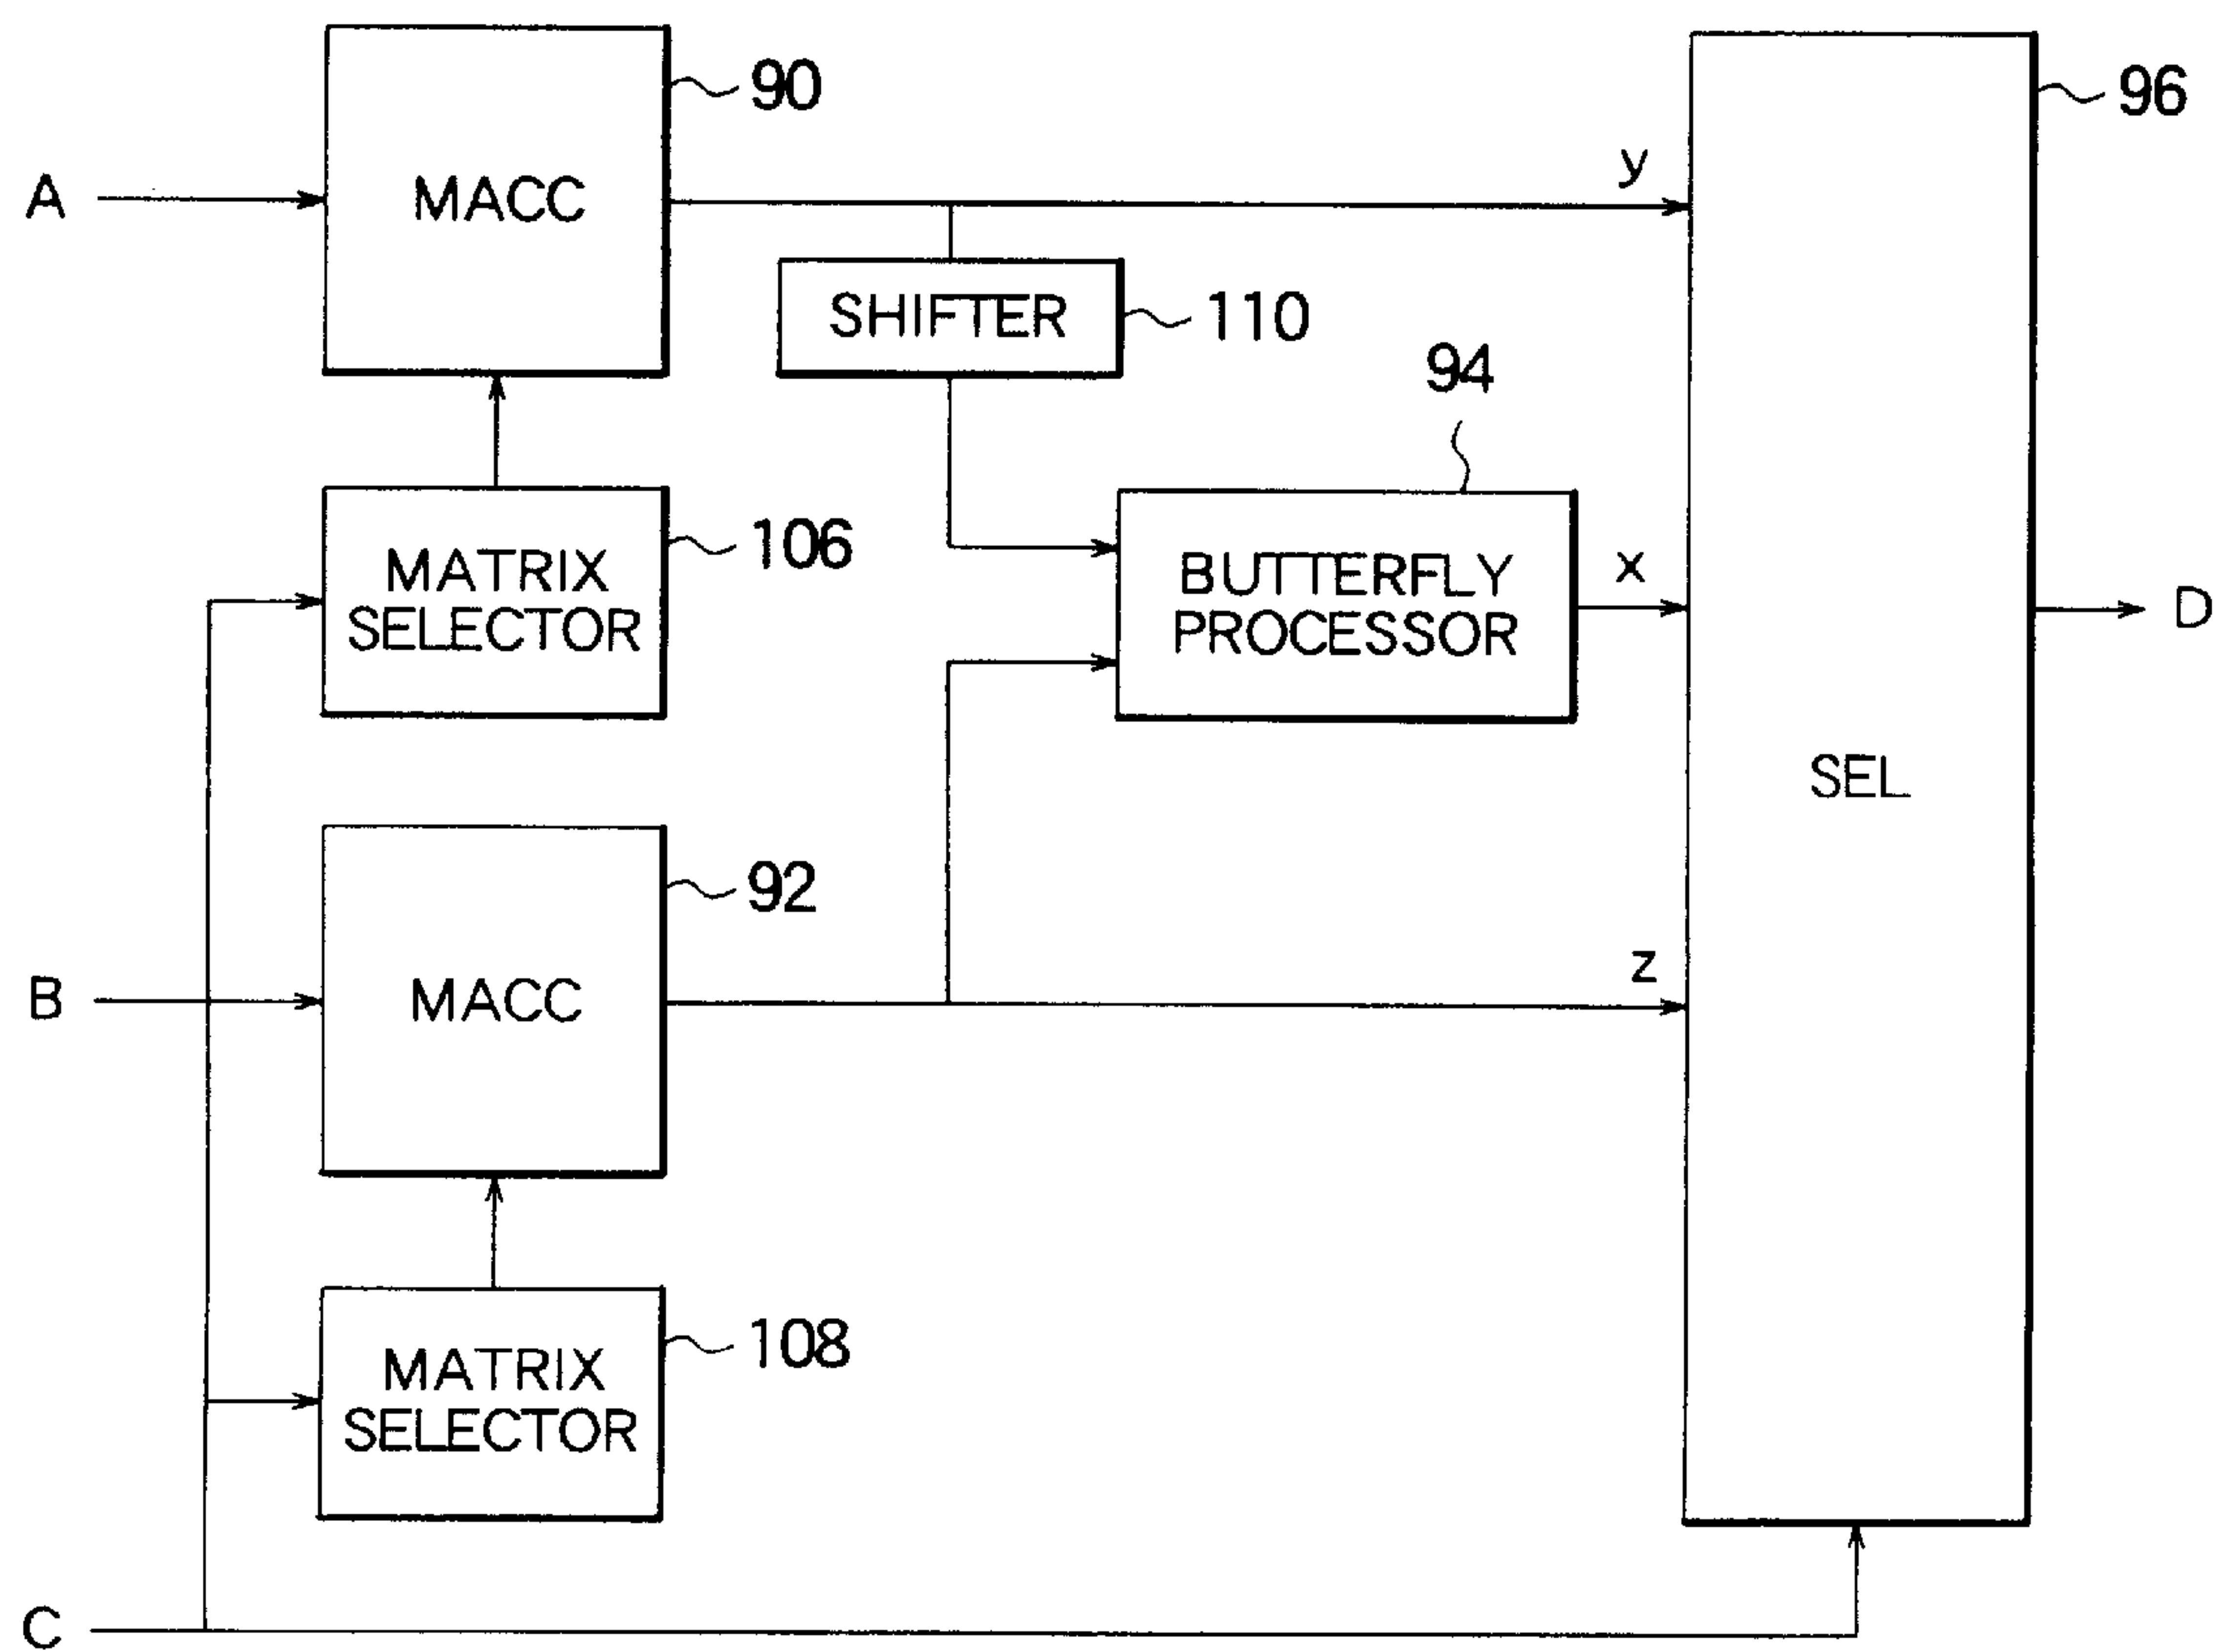 90
96
y
A
MACC
SHIFTER
110
94
106
MATRIX
SELECTOR
BUTTERFLY
PROCESSOR
x
D
SEL
92
z
B
MACC
108
MATRIX
SELECTOR
C